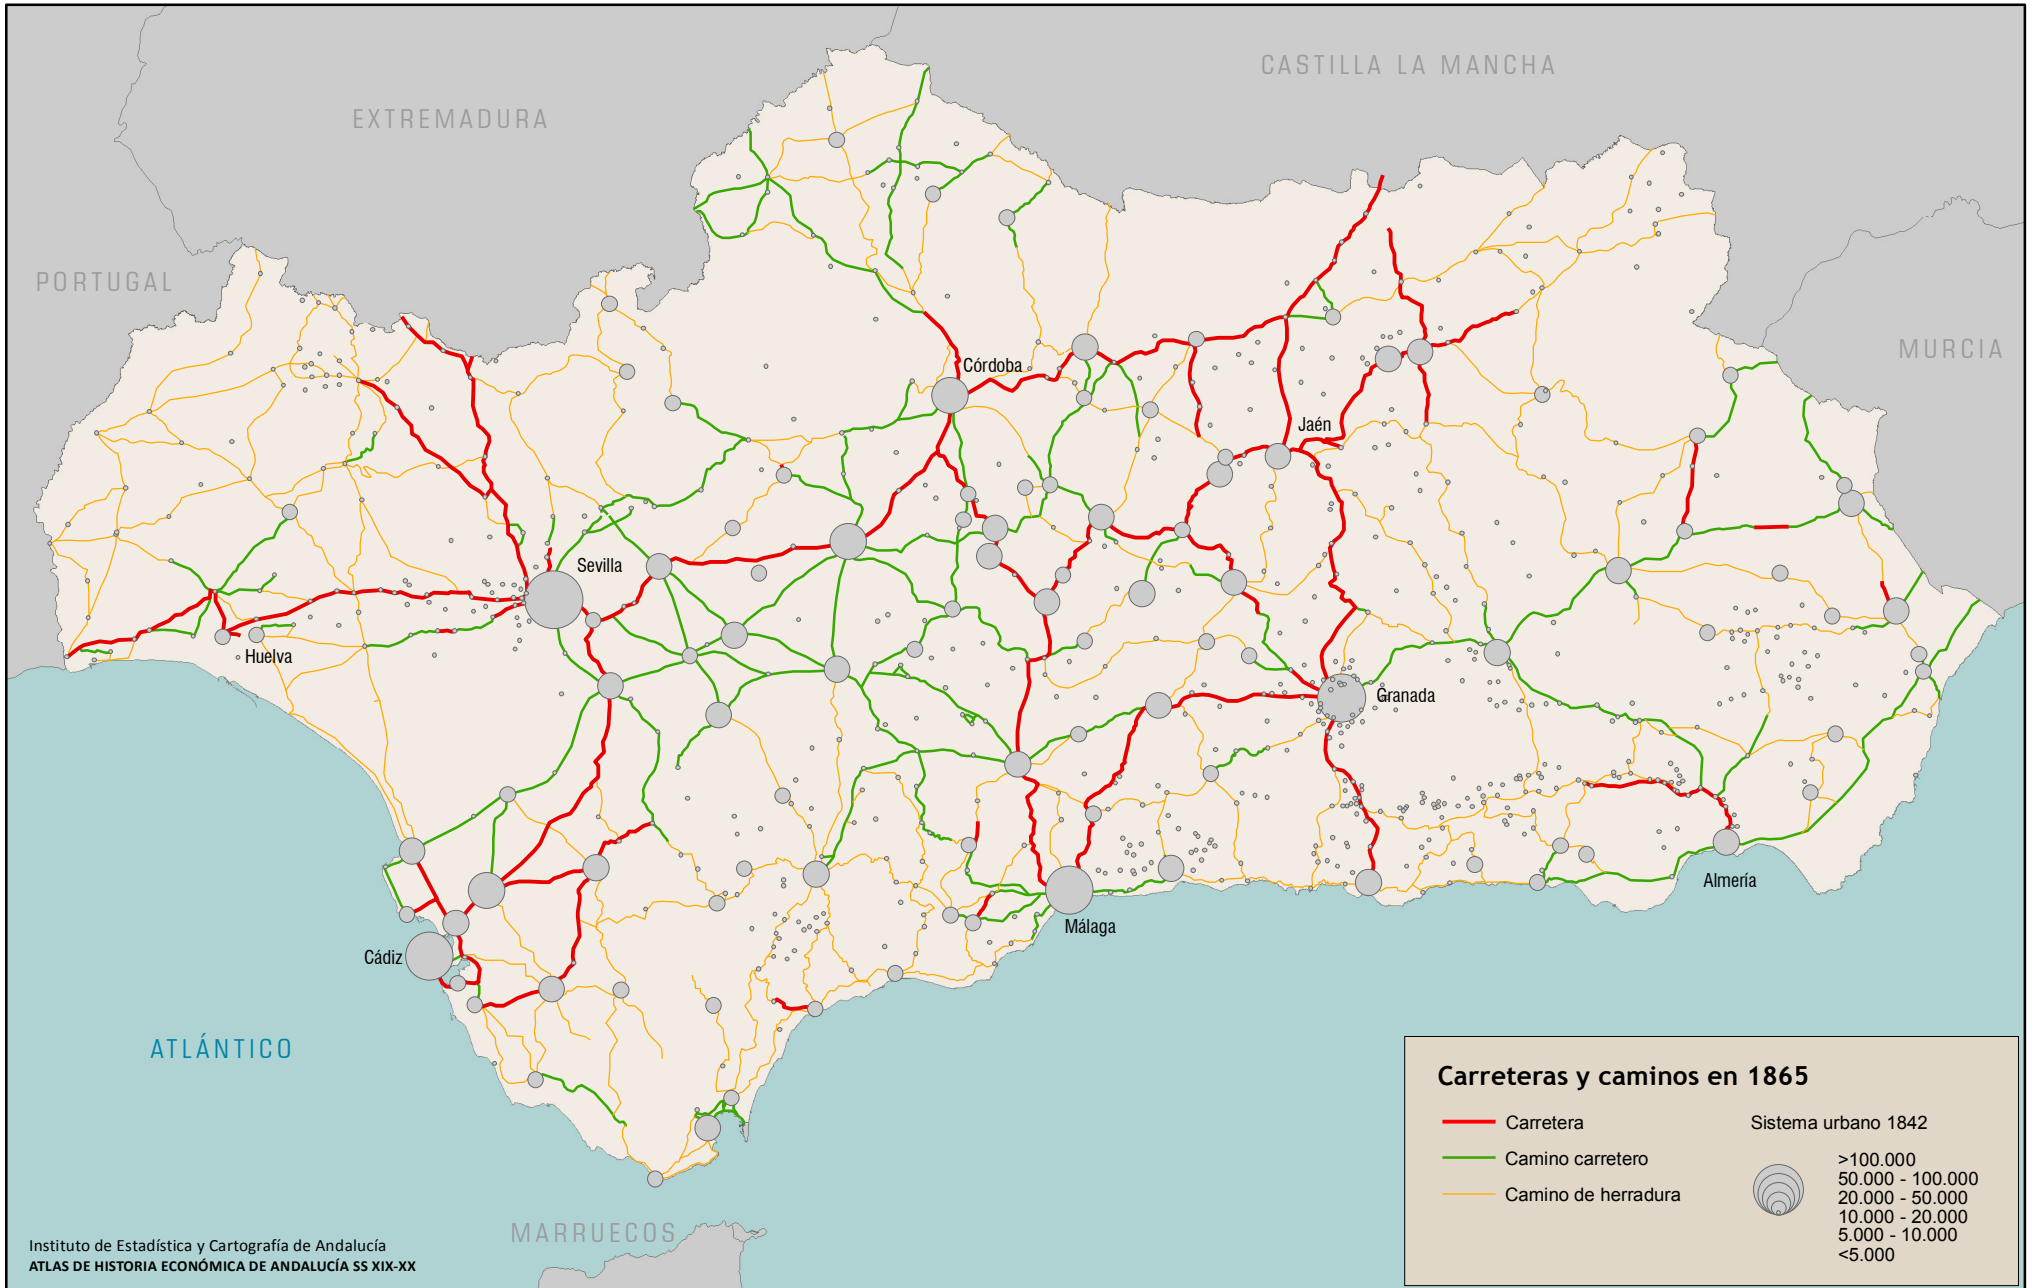 CASTILLA LA MANCHA
EXTREMADURA
PORTUGAL
MURCIA
Córdoba
Jaén
Sevilla
Huelva
Granada
Almería
Málaga
Cádiz
ATLÁNTICO
MARRUECOS
Carreteras y caminos en 1865
Carretera
Camino carretero
Camino de herradura
Sistema urbano 1842
>100.000
50.000 - 100.000
20.000 - 50.000
10.000 - 20.000
5.000 - 10.000
<5.000
Instituto de Estadística y Cartografía de Andalucía
ATLAS DE HISTORIA ECONÓMICA DE ANDALUCÍA SS XIX-XX